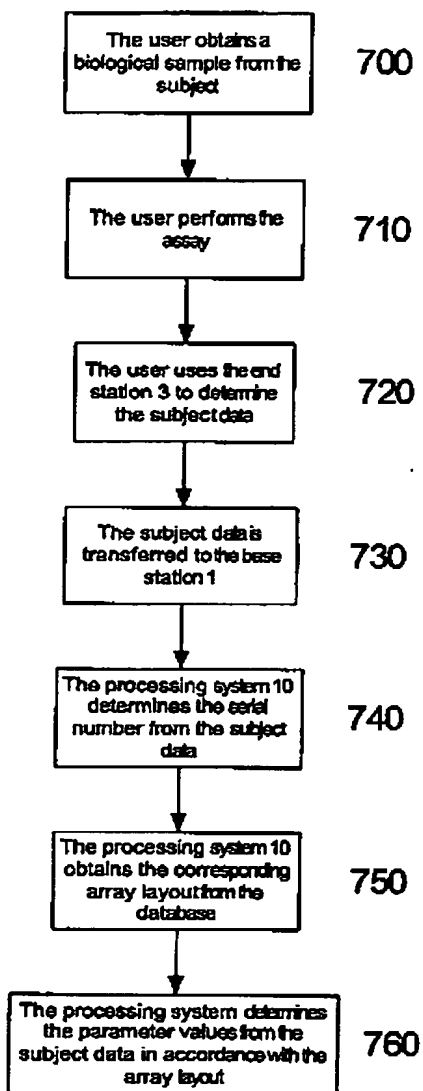 The user obtains a
biological sample from the
subject
700
The user performs the
assay
710
The user uses the end
station 3 to determine
the subject data
720
The subject data is
transferred to the base
station 1
730
The processing system 10
determines the serial
number from the subject
data
740
The processing system 10
obtains the corresponding
array layout from the
database
750
The processing system determines
the parameter values from the
subject data in accordance with the
array layout
760